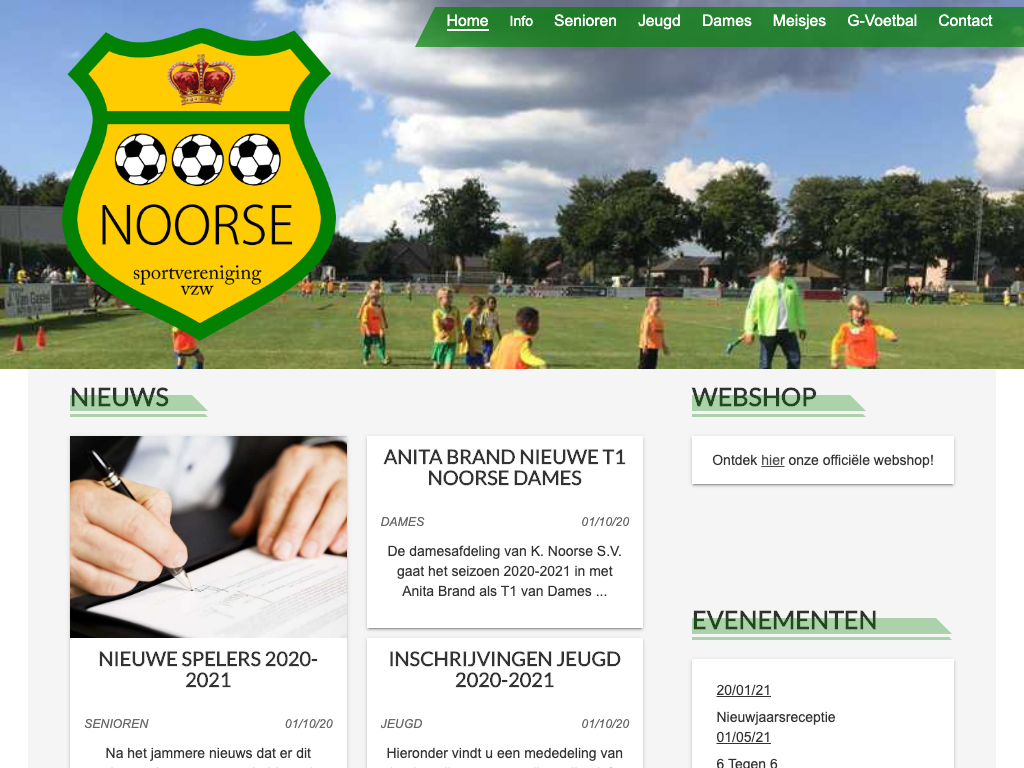 Home Info Senioren Jeugd Dames Meisjes G-Voetbal Contact
NOORSE
sportvereniging
vzw
Van Gastel
NIEUWS
WEBSHOP
ANITA BRAND NIEUWE T1
NOORSE DAMES
DAMES 01/10/20
De damesafdeling van K. Noorse S.V.
gaat het seizoen 2020-2021 in met
Anita Brand als T1 van Dames ...
Ontdek hier onze officiële webshop!
NIEUWE SPELERS 2020-
2021
SENIOREN 01/10/20
Na het jammere nieuws dat er dit
INSCHRIJVINGEN JEUGD
2020-2021
JEUGD 01/10/20
Hieronder vindt u een mededeling van
EVENEMENTEN
20/01/21
Nieuwjaarsreceptie
01/05/21
6 Tegen 6